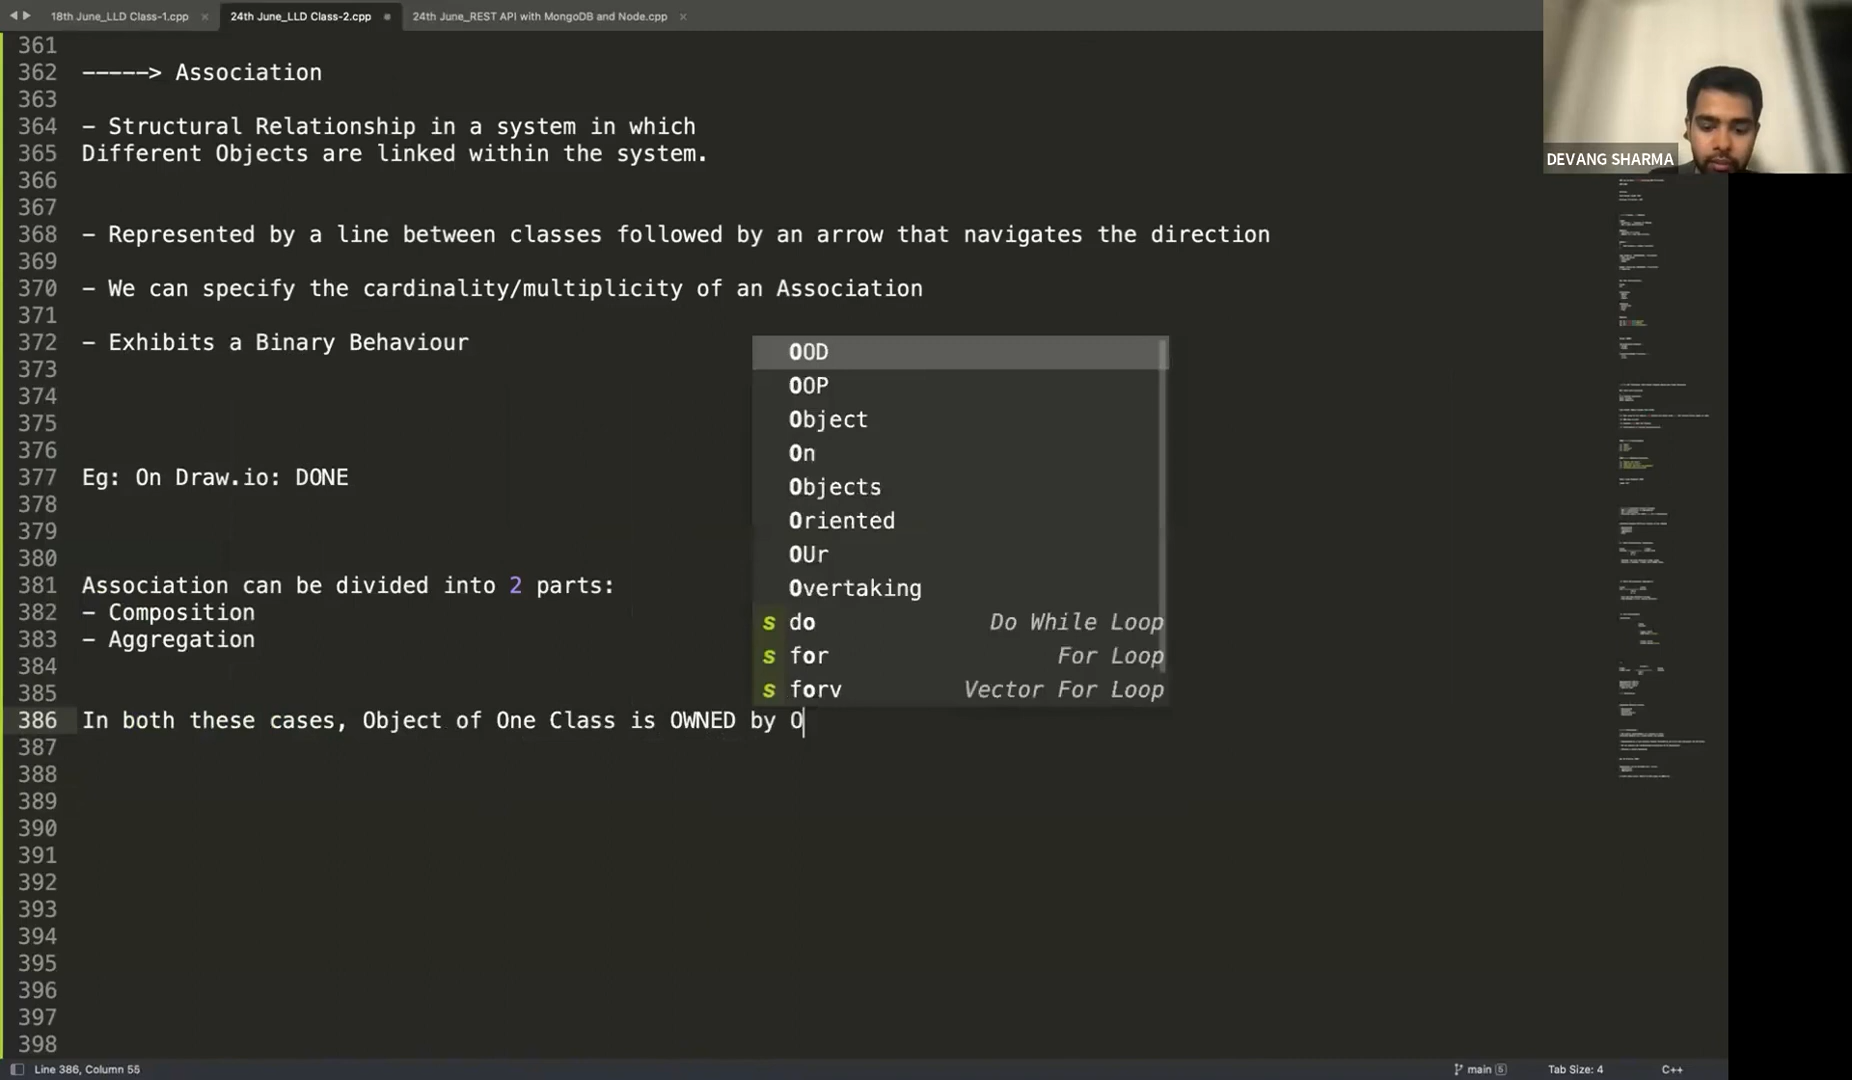 18th June_LLD Class-1.cpp
24th June_LLD Class-2.cpp
24th June_REST API with MongoDB and Node.cpp
DEVANG SHARMA
361
362 -----> Association
363
364 - Structural Relationship in a system in which
365 Different Objects are linked within the system.
366
367
368 - Represented by a line between classes followed by an arrow that navigates the direction
369
370 - We can specify the cardinality/multiplicity of an Association
371
372 - Exhibits a Binary Behaviour
373
374
375
376
377 Eg: On Draw.io: DONE
378
379
380
381 Association can be divided into 2 parts:
382 - Composition
383 - Aggregation
384
385
386 In both these cases, Object of One Class is OWNED by O
387
388
389
390
391
392
393
394
395
396
397
398
OOD
OOP
Object
On
Objects
Oriented
OUr
Overtaking
s do Do While Loop
s for For Loop
s forv Vector For Loop
Line 386, Column 55
main 5
Tab Size: 4
C++